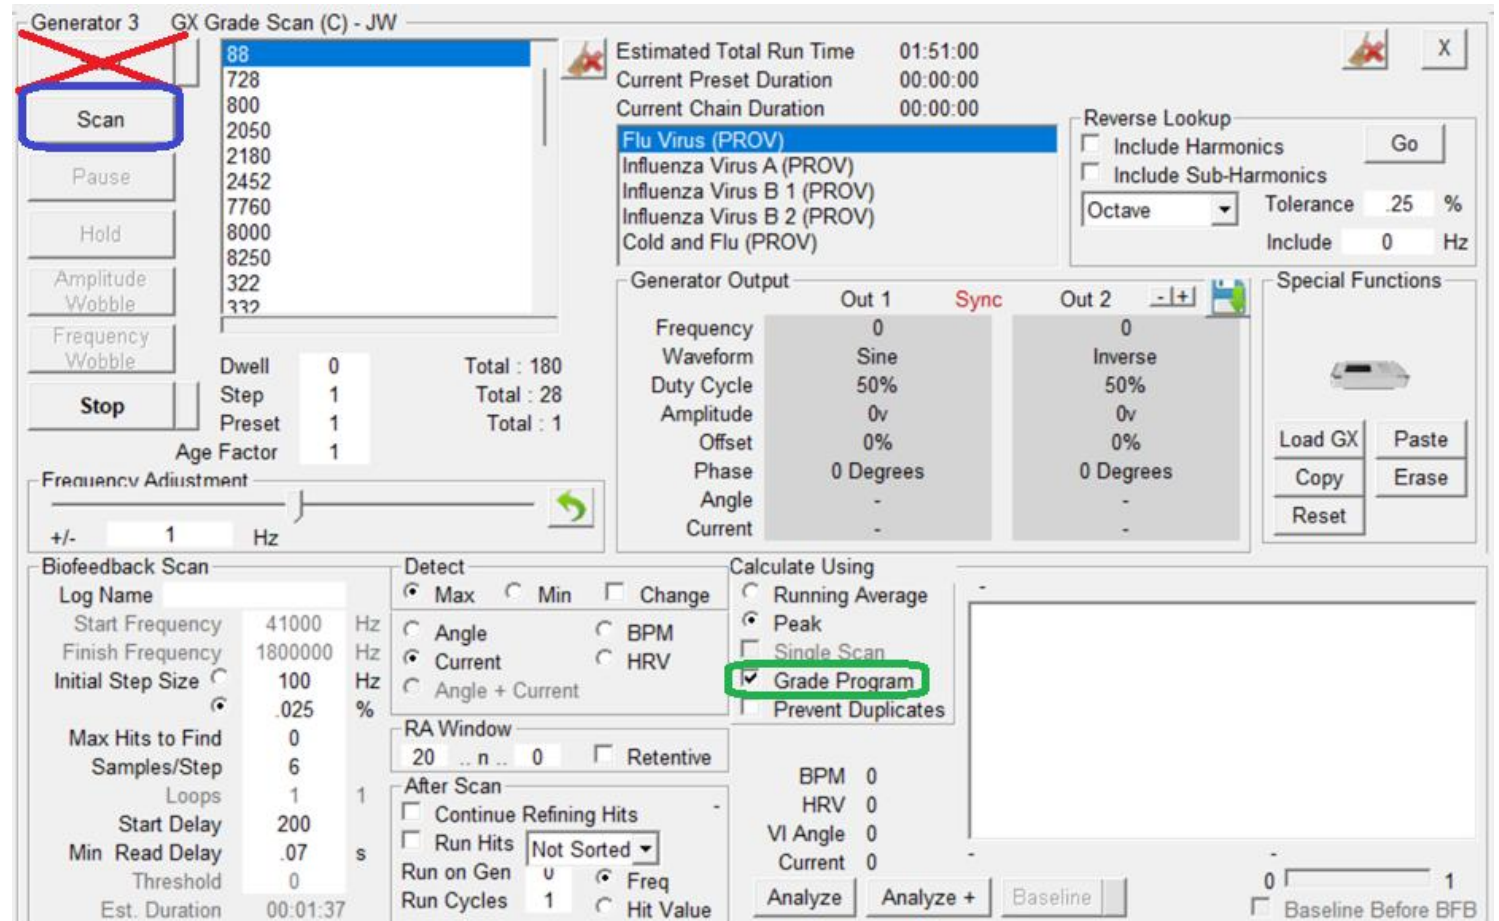 Generator 3 GX Grade Scan (C) - JW
Scan
Pause
Hold
Amplitude
Wobble
Frequency
Wobble
Stop
88
728
800
2050
2180
2452
7760
8000
8250
322
332
Dwell 0 Total : 180
Step 1 Total : 28
Preset 1 Total : 1
Age Factor 1
Frequency Adjustment
+/- 1 Hz
Estimated Total Run Time 01:51:00
Current Preset Duration 00:00:00
Current Chain Duration 00:00:00
X
Flu Virus (PROV)
Influenza Virus A (PROV)
Influenza Virus B 1 (PROV)
Influenza Virus B 2 (PROV)
Cold and Flu (PROV)
Reverse Lookup
Include Harmonics Go
Include Sub-Harmonics
Octave Tolerance .25 %
Include 0 Hz
Generator Output
Out 1 Sync Out 2 - +
Frequency 0 0
Waveform Sine Inverse
Duty Cycle 50% 50%
Amplitude 0v 0v
Offset 0% 0%
Phase 0 Degrees 0 Degrees
Angle - -
Current - -
Special Functions
Load GX Paste
Copy Erase
Reset
Biofeedback Scan
Log Name
Start Frequency 41000 Hz
Finish Frequency 1800000 Hz
Initial Step Size 100 Hz
.025 %
Max Hits to Find 0
Samples/Step 6
Loops 1 1
Start Delay 200
Min Read Delay .07 s
Threshold 0
Est. Duration 00:01:37
Detect
Max Min Change
Angle BPM
Current HRV
Angle + Current
RA Window
20 .. n .. 0 Retentive
After Scan
Continue Refining Hits -
Run Hits Not Sorted
Run on Gen 0 Freq
Run Cycles 1 Hit Value
Calculate Using
Running Average
Peak
Single Scan
Grade Program
Prevent Duplicates
BPM 0
HRV 0
VI Angle 0
Current 0
Analyze Analyze + Baseline
-
- -
0 1
Baseline Before BFB